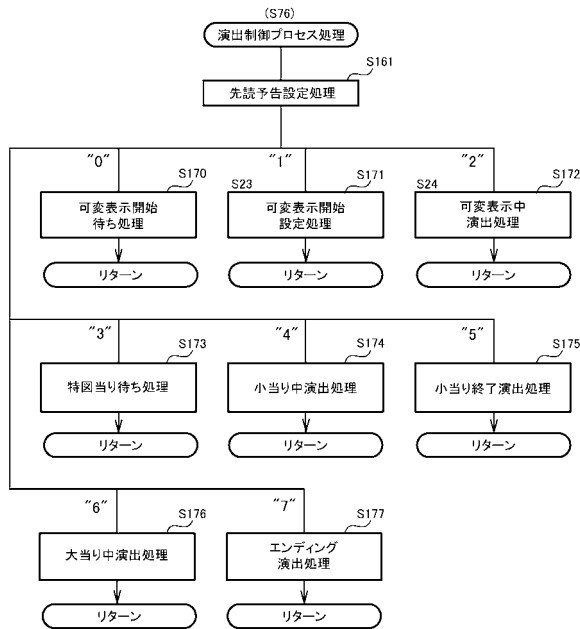 (S76)
演出制御プロセス処理
S161
先読予告設定処理
"0"
"1"
"2"
S170
S23
S171
S24
S172
可変表示開始
待ち処理
可変表示開始
設定処理
可変表示中
演出処理
リターン
リターン
リターン
"3"
"4"
"5"
S173
S174
S175
特図当り待ち処理
小当り中演出処理
小当り終了演出処理
リターン
リターン
リターン
"6"
"7"
S176
S177
大当り中演出処理
エンディング
演出処理
リターン
リターン